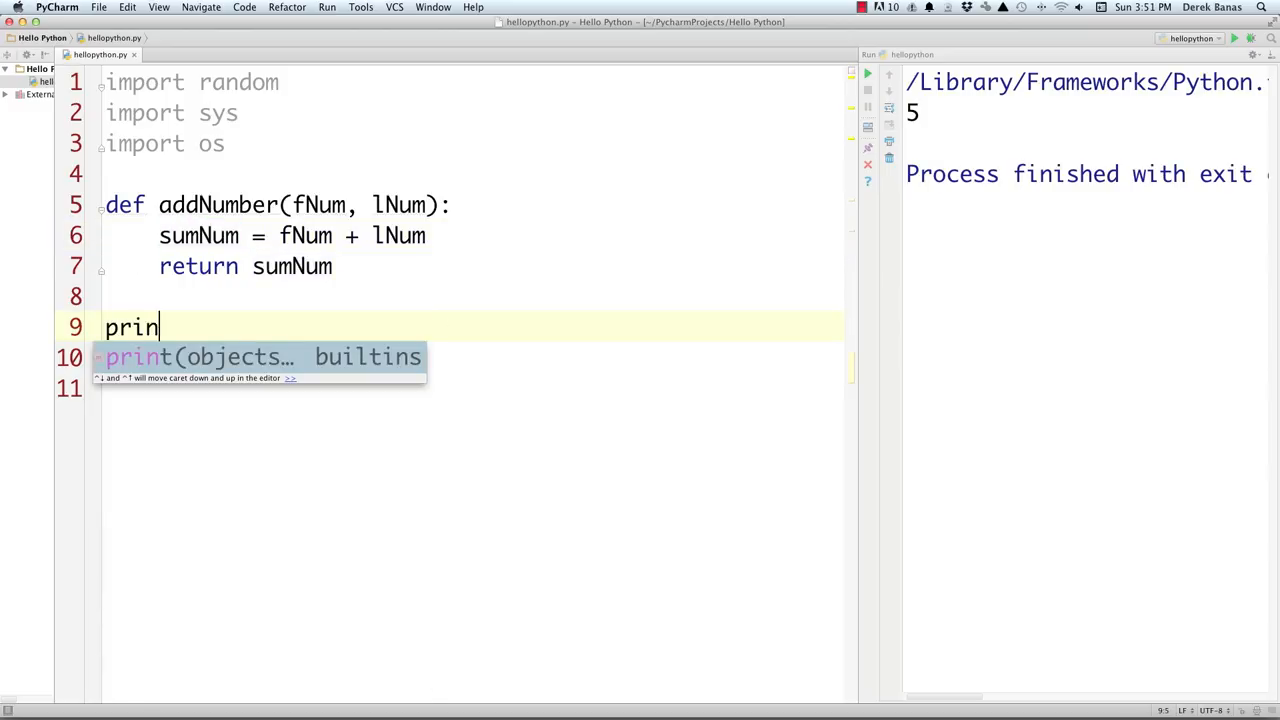 PyCharm File Edit View Navigate Code Refactor Run Tools VCS Window Help 10 Sun 3:51 PM Derek Banas
hellopython.py – Hello Python – [~/PycharmProjects/Hello Python]
Hello Python hellopython.py hellopython
hellopython.py Run hellopython
Hello P
hell
Externa
1 import random
2 import sys
3 import os
4
5 def addNumber(fNum, lNum):
6 sumNum = fNum + lNum
7 return sumNum
8
9 prin
10 print(objects… builtins
^↓ and ^↑ will move caret down and up in the editor >>
11
/Library/Frameworks/Python.
5
Process finished with exit
9:5 LF UTF-8